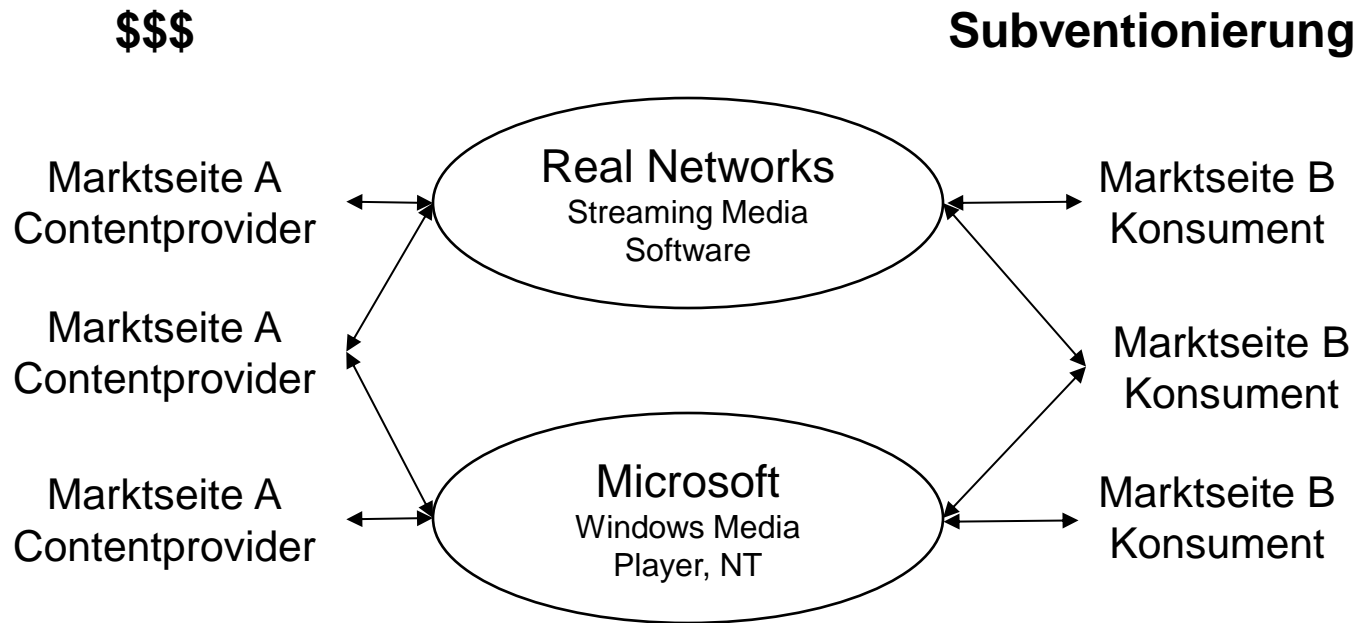 $$$
Subventionierung
Marktseite A
Contentprovider
Real Networks
Streaming Media
Software
Marktseite B
Konsument
Marktseite A
Contentprovider
Marktseite B
Konsument
Marktseite A
Contentprovider
Microsoft
Windows Media
Player, NT
Marktseite B
Konsument